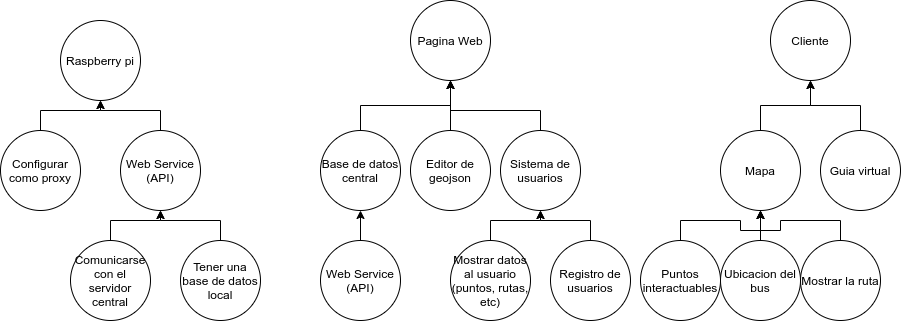 Raspberry pi
Pagina Web
Cliente
Configurar
como proxy
Web Service
(API)
Base de datos
central
Editor de
geojson
Sistema de
usuarios
Mapa
Guia virtual
Comunicarse
con el
servidor
central
Tener una
base de datos
local
Web Service
(API)
Mostrar datos
al usuario
(puntos, rutas,
etc)
Registro de
usuarios
Puntos
interactuables
Ubicacion del
bus
Mostrar la ruta